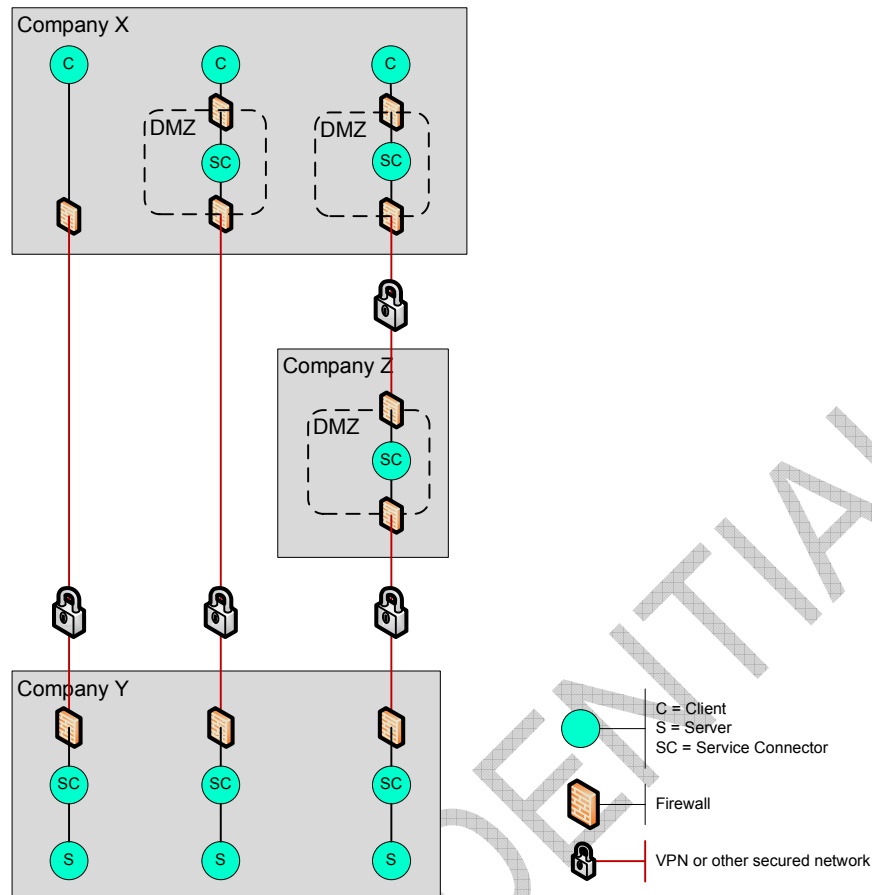 Company X
C
C
C
DMZ
DMZ
SC
SC
Company Z
DMZ
SC
Company Y
SC
SC
SC
S
S
S
C = Client
S = Server
SC = Service Connector
Firewall
VPN or other secured network
DENTIAL